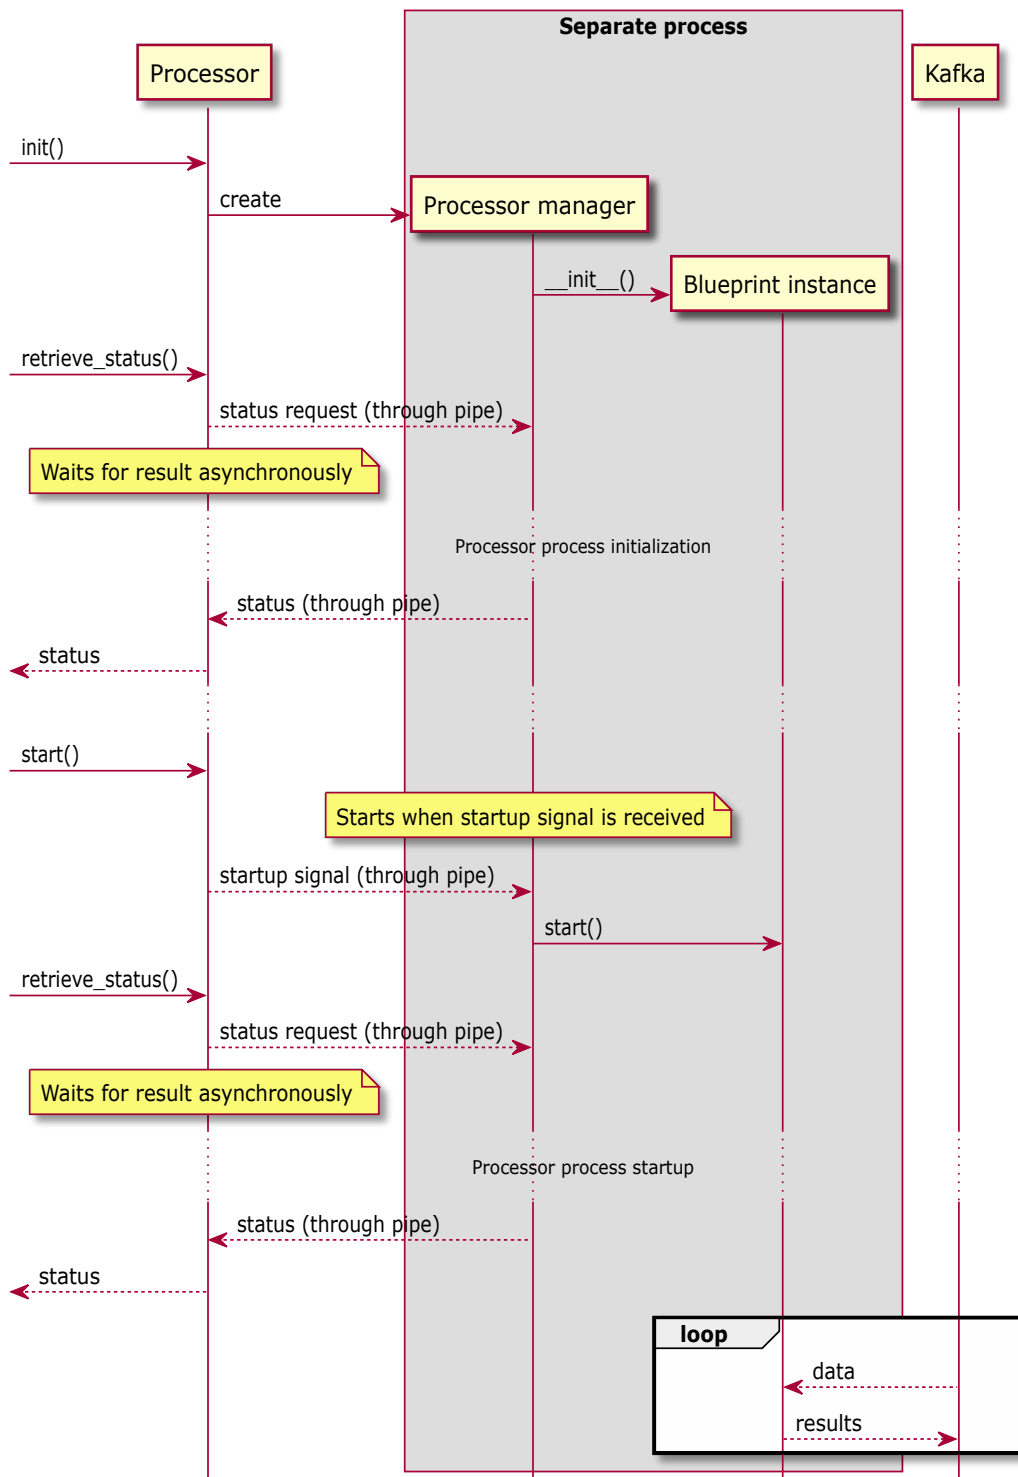 Separate process
Processor
Kafka
init()
create
Processor manager
__init__()
Blueprint instance
retrieve_status()
status request (through pipe)
Waits for result asynchronously
Processor process initialization
status (through pipe)
status
start()
Starts when startup signal is received
startup signal (through pipe)
start()
retrieve_status()
status request (through pipe)
Waits for result asynchronously
Processor process startup
status (through pipe)
status
loop
data
results